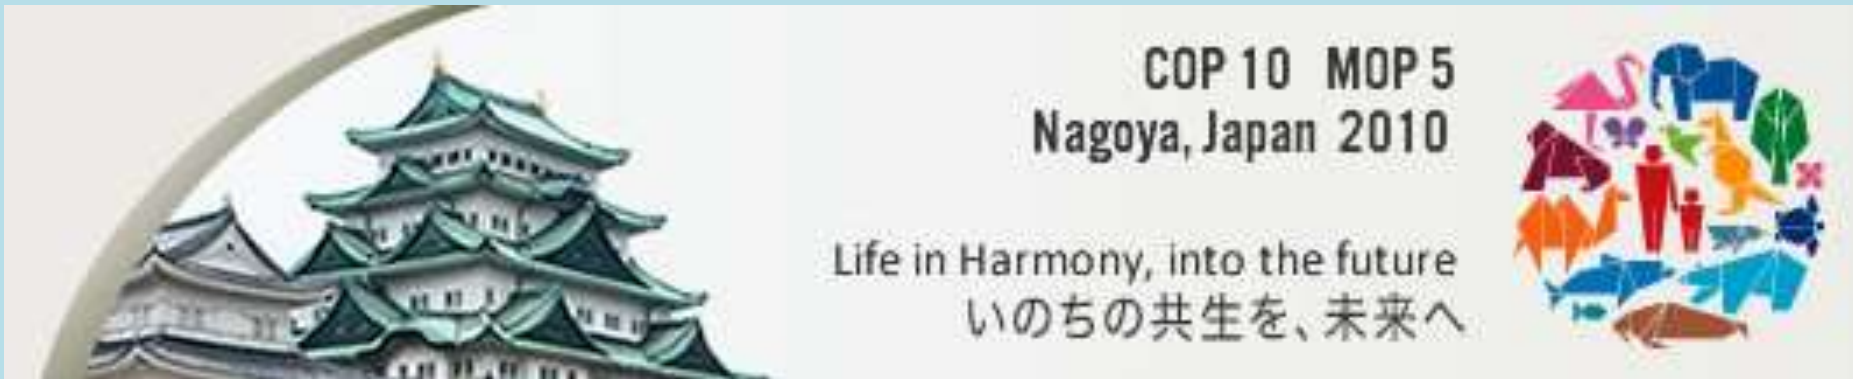 COP 10 MOP 5
Nagoya, Japan 2010
Life in Harmony, into the future
いのちの共生を、未来へ